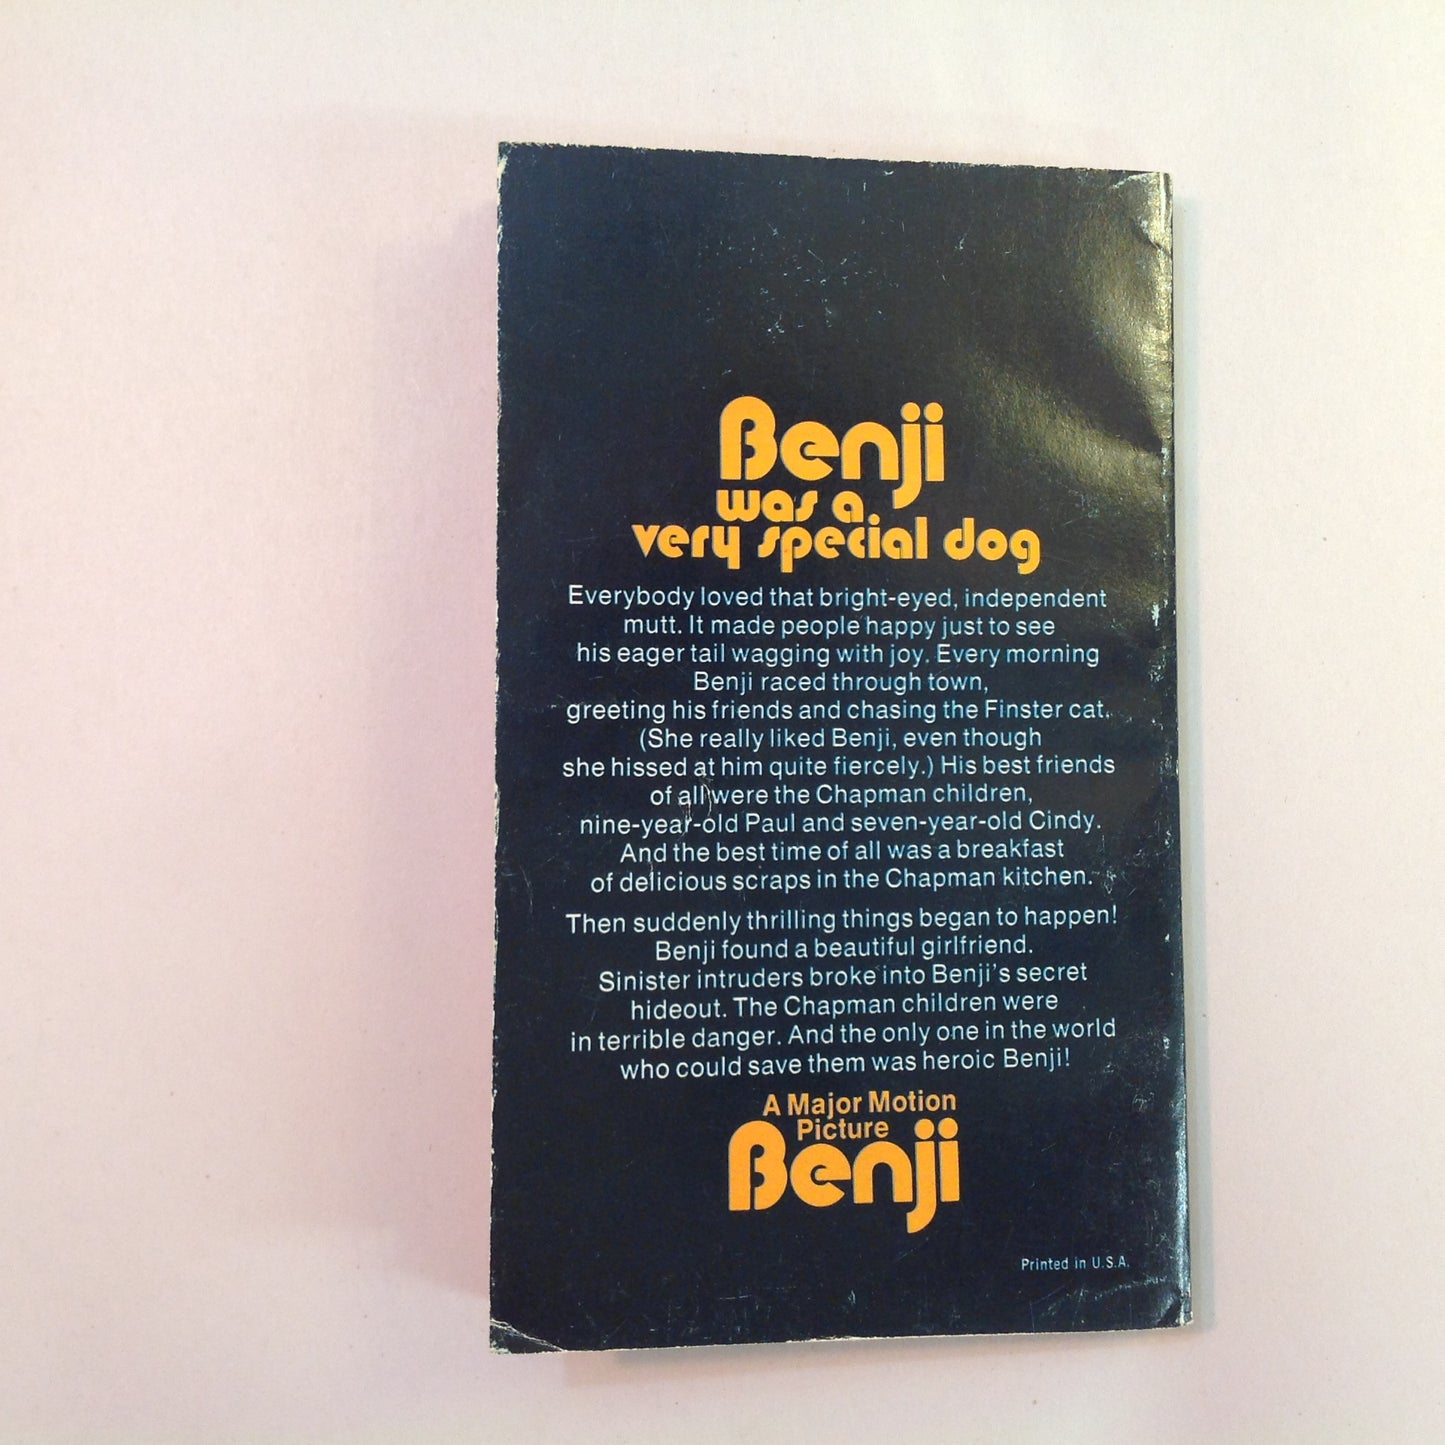 Benji
was a
very special dog
Everybody loved that bright-eyed, independent
mutt. It made people happy just to see
his eager tail wagging with joy. Every morning
Benji raced through town,
greeting his friends and chasing the Finster cat.
(She really liked Benji, even though
she hissed at him quite fiercely.) His best friends
of all were the Chapman children,
nine-year-old Paul and seven-year-old Cindy.
And the best time of all was a breakfast
of delicious scraps in the Chapman kitchen.
Then suddenly thrilling things began to happen!
Benji found a beautiful girlfriend.
Sinister intruders broke into Benji's secret
hideout. The Chapman children were
in terrible danger. And the only one in the world
who could save them was heroic Benji!
A Major Motion
Picture
Benji
Printed in U.S.A.